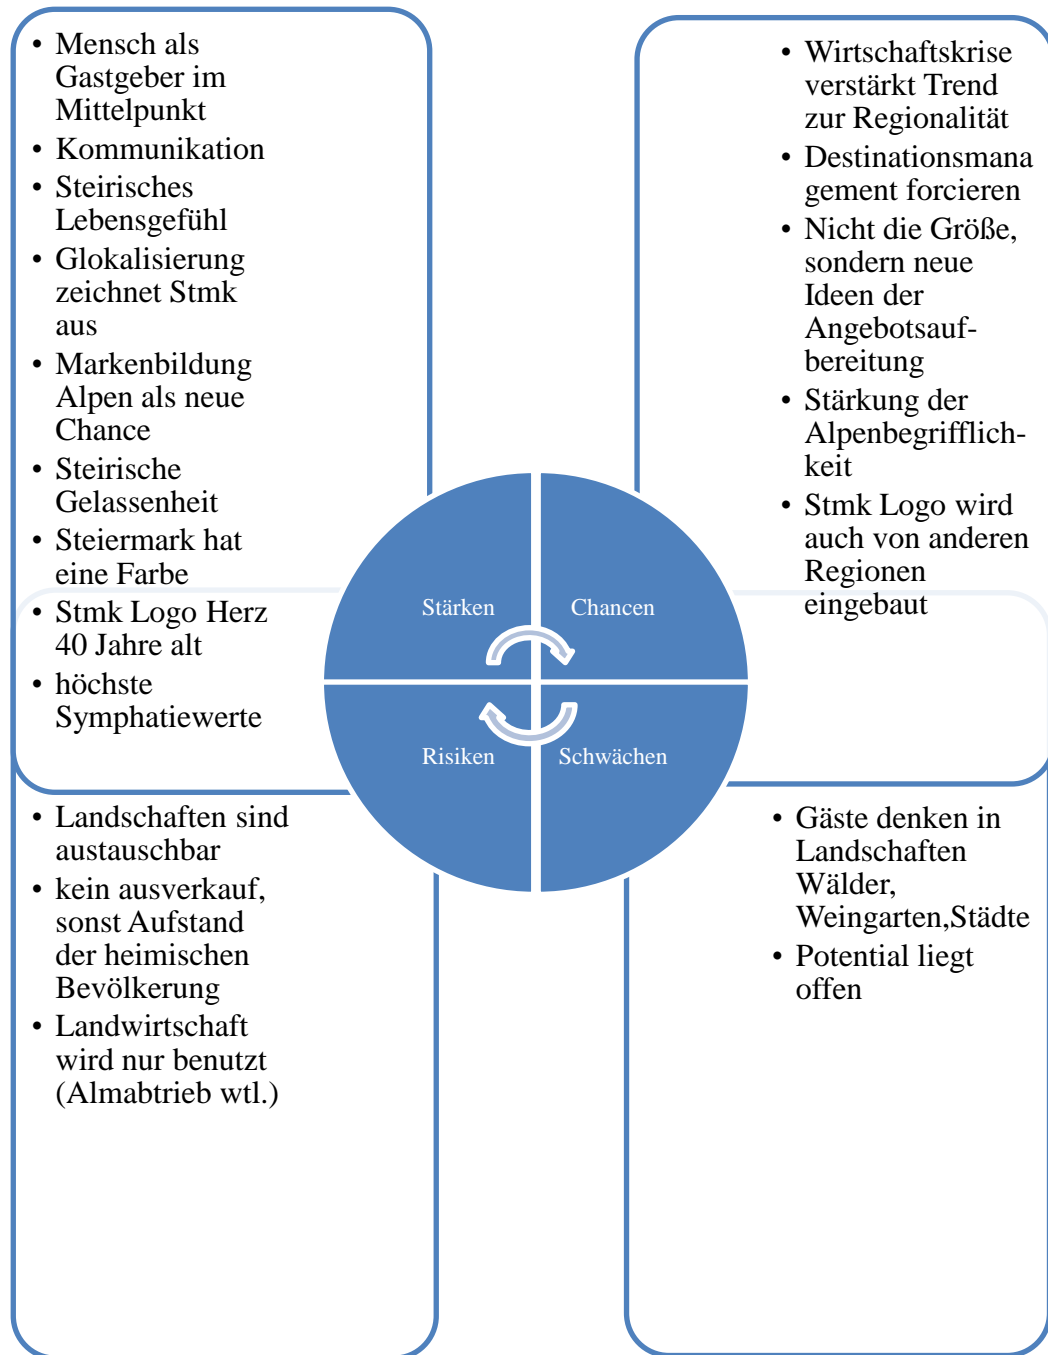 • Mensch als
Gastgeber im
Mittelpunkt
• Kommunikation
• Steirisches
Lebensgefühl
• Glokalisierung
zeichnet Stmk
aus
• Markenbildung
Alpen als neue
Chance
• Steirische
Gelassenheit
• Steiermark hat
eine Farbe
• Stmk Logo Herz
40 Jahre alt
• höchste
Symphatiewerte
• Wirtschaftskrise
verstärkt Trend
zur Regionalität
• Destinationsmana
gement forcieren
• Nicht die Größe,
sondern neue
Ideen der
Angebotsauf-
bereitung
• Stärkung der
Alpenbegrifflich-
keit
• Stmk Logo wird
auch von anderen
Regionen
eingebaut
Stärken
Chancen
Risiken
Schwächen
• Landschaften sind
austauschbar
• kein ausverkauf,
sonst Aufstand
der heimischen
Bevölkerung
• Landwirtschaft
wird nur benutzt
(Almabtrieb wtl.)
• Gäste denken in
Landschaften
Wälder,
Weingarten,Städte
• Potential liegt
offen